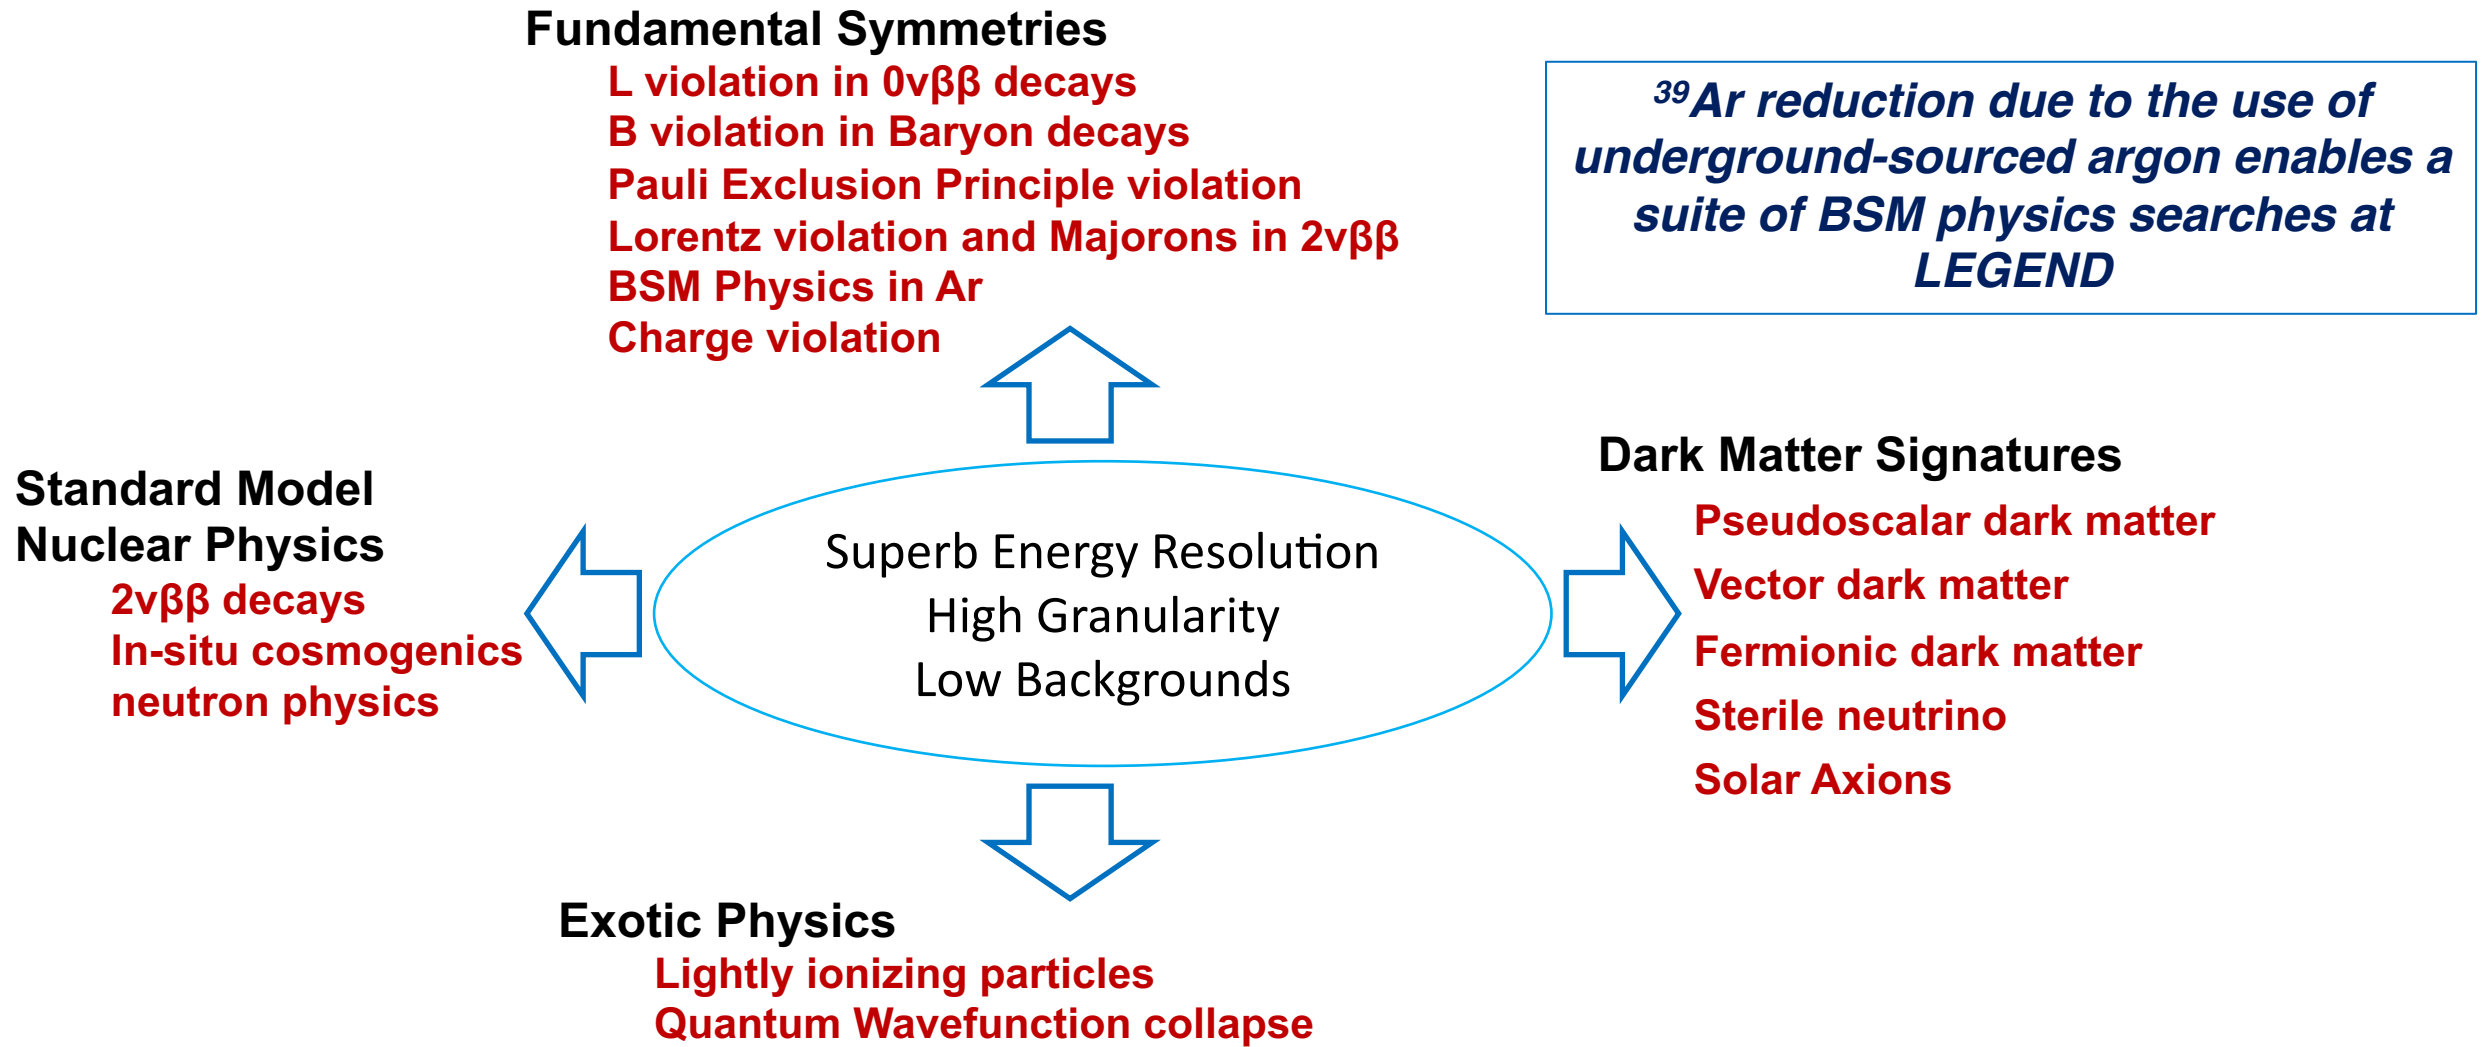 Fundamental Symmetries
L violation in 0νββ decays
B violation in Baryon decays
Pauli Exclusion Principle violation
Lorentz violation and Majorons in 2νββ
BSM Physics in Ar
Charge violation
³⁹Ar reduction due to the use of
underground-sourced argon enables a
suite of BSM physics searches at
LEGEND
Standard Model
Nuclear Physics
2νββ decays
In-situ cosmogenics
neutron physics
Superb Energy Resolution
High Granularity
Low Backgrounds
Dark Matter Signatures
Pseudoscalar dark matter
Vector dark matter
Fermionic dark matter
Sterile neutrino
Solar Axions
Exotic Physics
Lightly ionizing particles
Quantum Wavefunction collapse